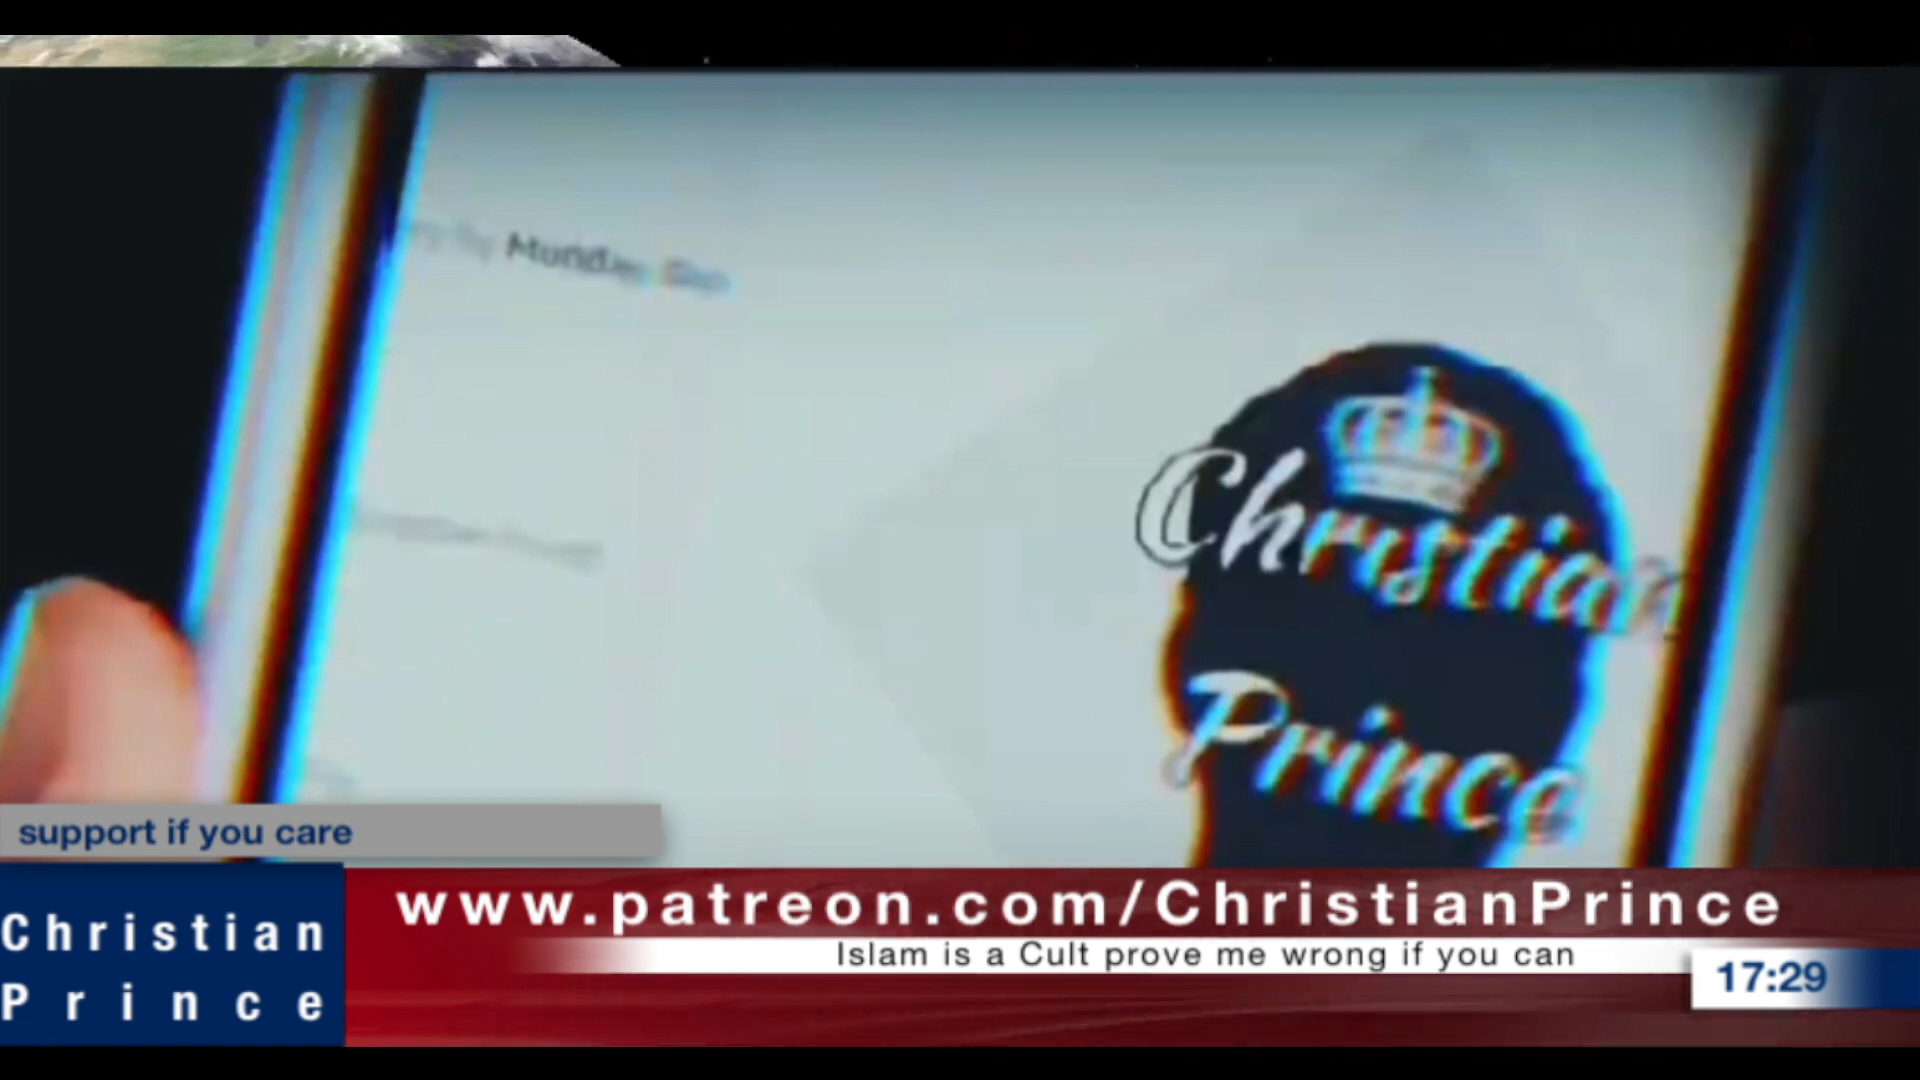 Monday
Christian
Prince
support if you care
Christian
Prince
www.patreon.com/ChristianPrince
Islam is a Cult prove me wrong if you can
17:29